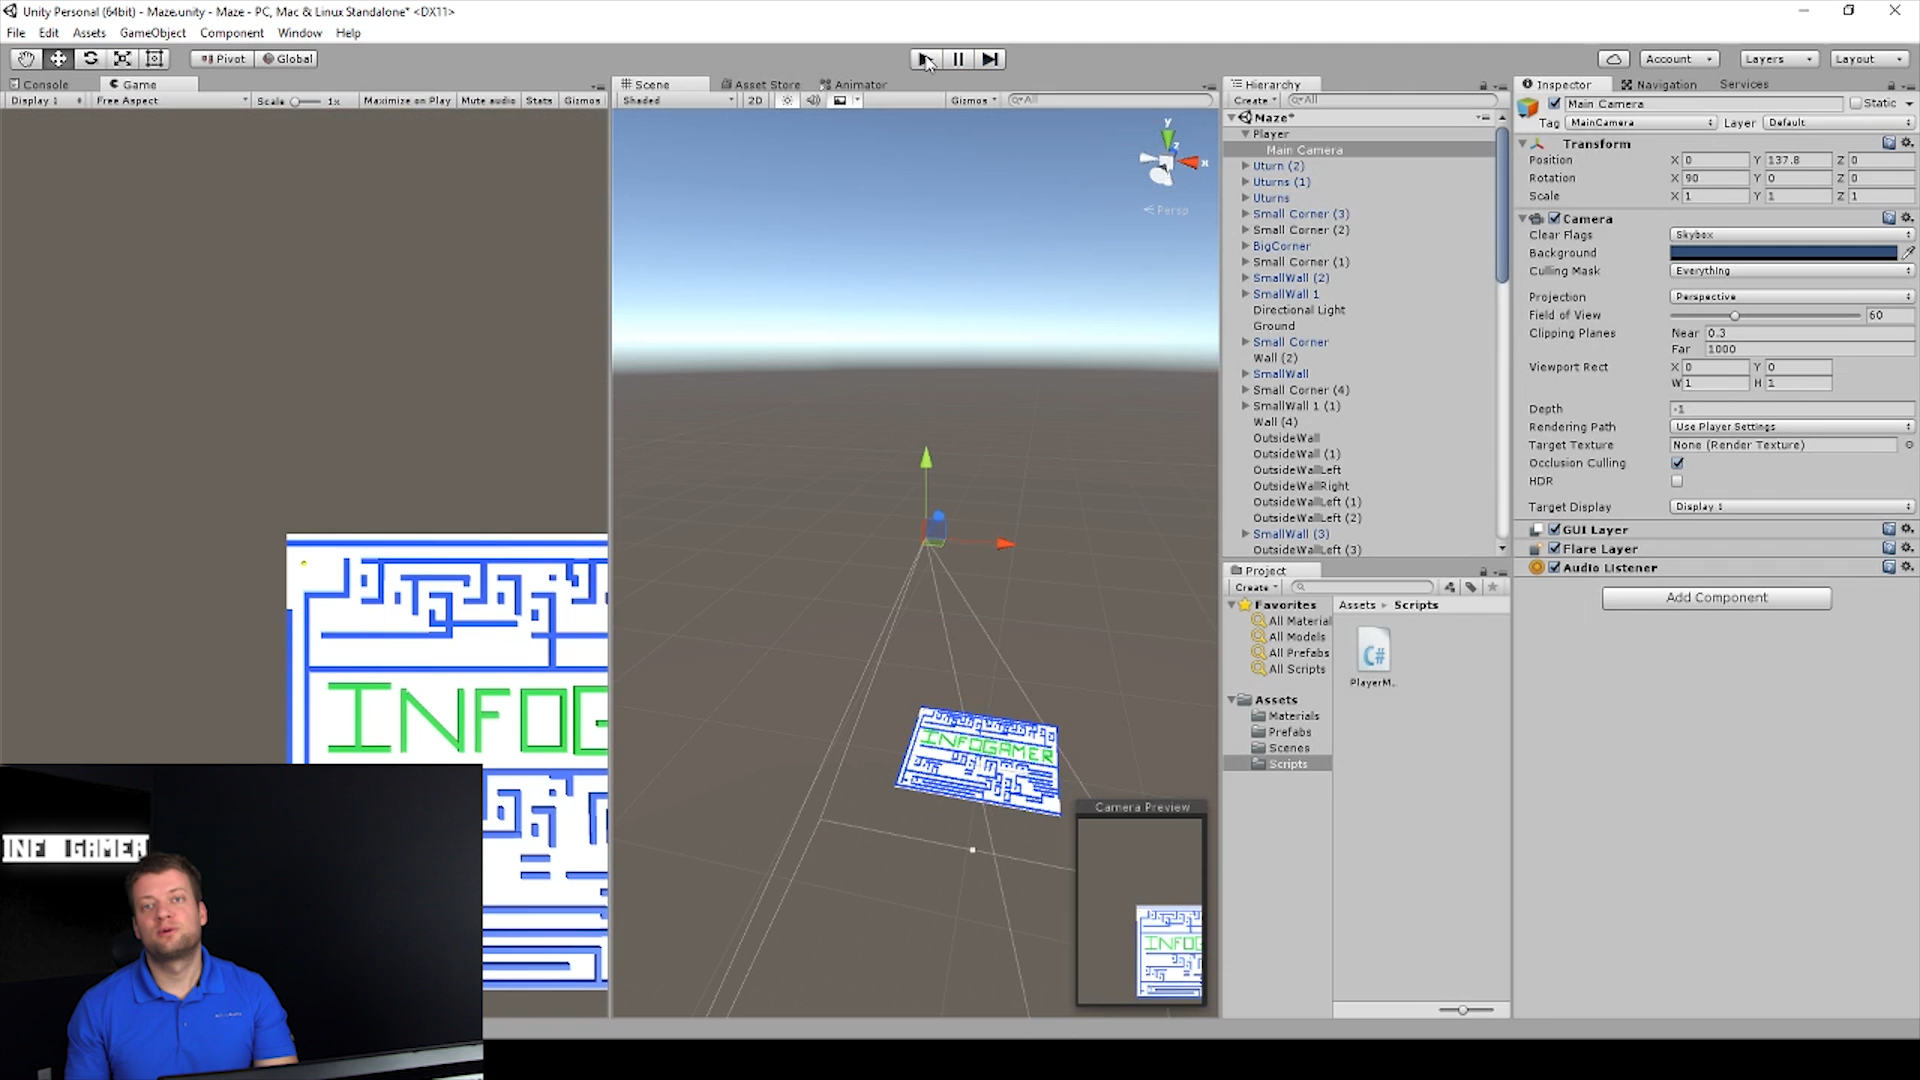 Unity Personal (64bit) - Maze.unity - Maze - PC, Mac & Linux Standalone* <DX11>
File Edit Assets GameObject Component Window Help
Pivot Global
Account Layers Layout
Console Game
Display 1 Free Aspect Scale 1x Maximize on Play Mute audio Stats Gizmos
Scene Asset Store Animator
Shaded 2D Gizmos All
y
z
x
Persp
INFOG
INFOGAMER
Camera Preview
INFOG
INF GAMER
Hierarchy
Create All
Maze*
Player
Main Camera
Uturn (2)
Uturns (1)
Uturns
Small Corner (3)
Small Corner (2)
BigCorner
Small Corner (1)
SmallWall (2)
SmallWall 1
Directional Light
Ground
Small Corner
Wall (2)
SmallWall
Small Corner (4)
SmallWall 1 (1)
Wall (4)
OutsideWall
OutsideWall (1)
OutsideWallLeft
OutsideWallRight
OutsideWallLeft (1)
OutsideWallLeft (2)
SmallWall (3)
OutsideWallLeft (3)
Project
Create
Favorites
All Material
All Models
All Prefabs
All Scripts
Assets
Materials
Prefabs
Scenes
Scripts
Assets Scripts
C#
PlayerM..
Inspector Navigation Services
Main Camera Static
Tag MainCamera Layer Default
Transform
Position X 0 Y 137.8 Z 0
Rotation X 90 Y 0 Z 0
Scale X 1 Y 1 Z 1
Camera
Clear Flags Skybox
Background
Culling Mask Everything
Projection Perspective
Field of View 60
Clipping Planes Near 0.3
Far 1000
Viewport Rect X 0 Y 0
W 1 H 1
Depth -1
Rendering Path Use Player Settings
Target Texture None (Render Texture)
Occlusion Culling
HDR
Target Display Display 1
GUI Layer
Flare Layer
Audio Listener
Add Component